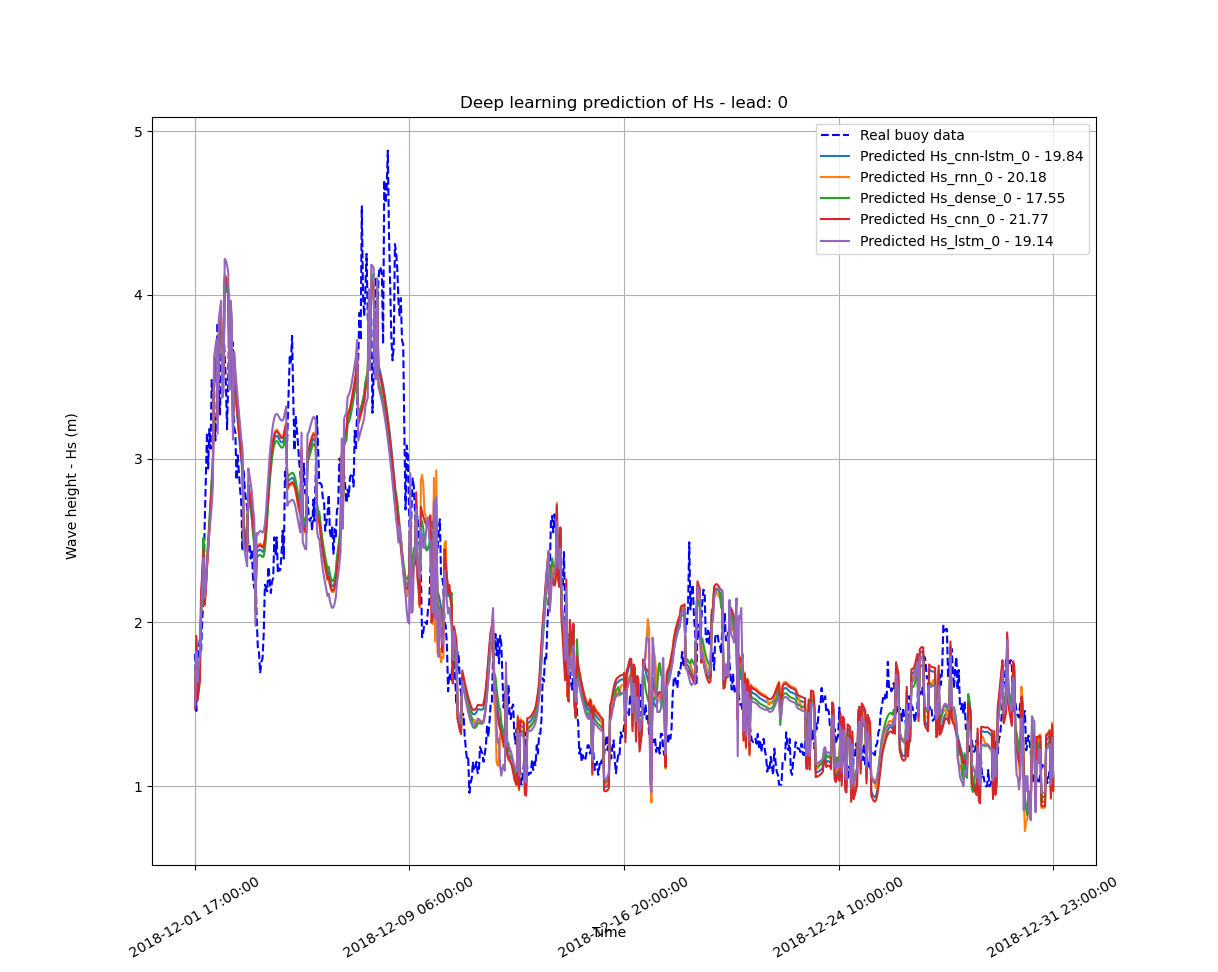 Deep learning prediction of Hs - lead: 0
Real buoy data
Predicted Hs_cnn-lstm_0 - 19.84
Predicted Hs_rnn_0 - 20.18
Predicted Hs_dense_0 - 17.55
Predicted Hs_cnn_0 - 21.77
Predicted Hs_lstm_0 - 19.14
Wave height - Hs (m)
5
4
3
2
1
2018-12-01 17:00:00
2018-12-09 06:00:00
2018-12-16 20:00:00
2018-12-24 10:00:00
2018-12-31 23:00:00
Time